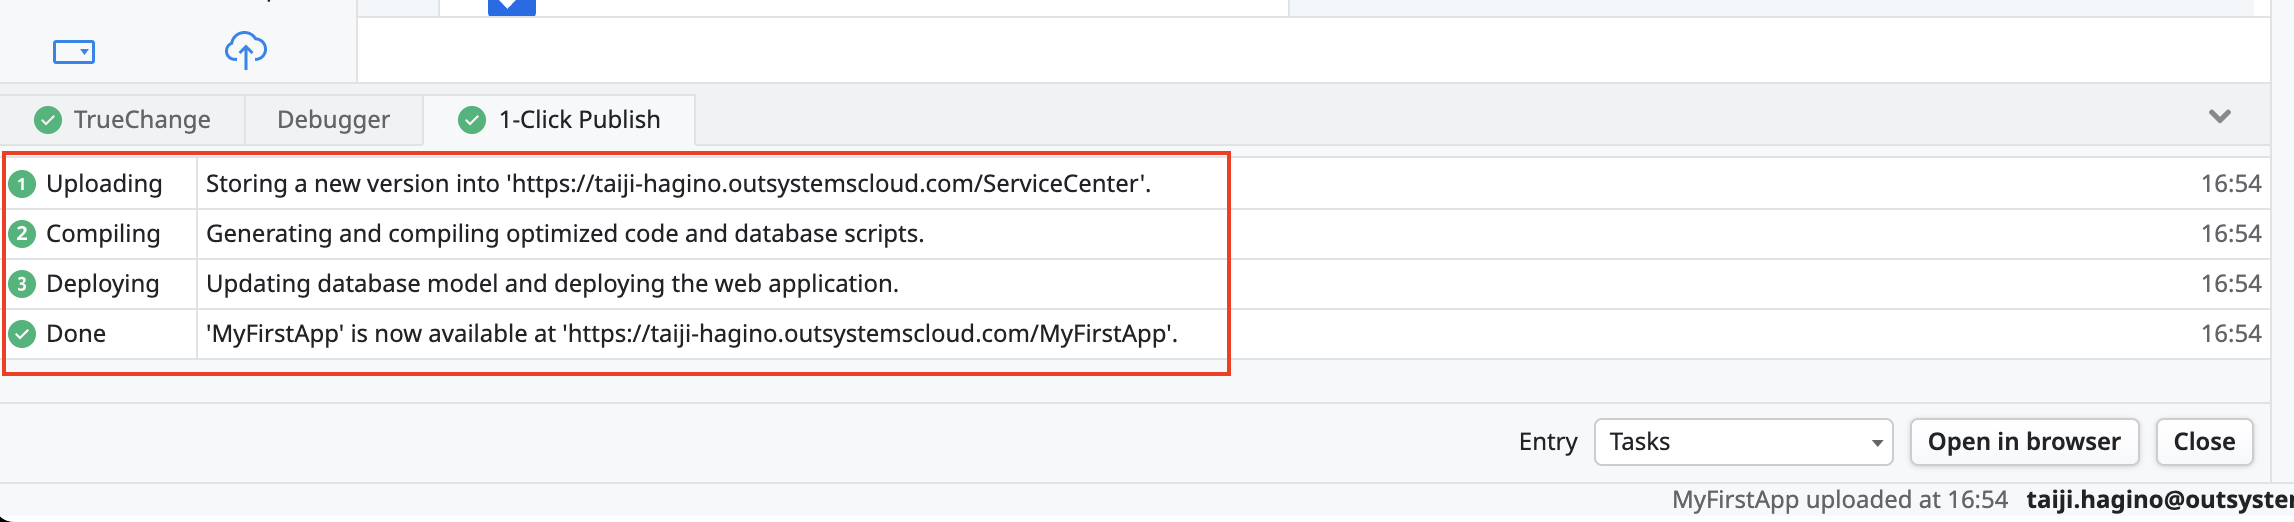 TrueChange Debugger 1-Click Publish
1 Uploading Storing a new version into 'https://taiji-hagino.outsystemscloud.com/ServiceCenter'. 16:54
2 Compiling Generating and compiling optimized code and database scripts. 16:54
3 Deploying Updating database model and deploying the web application. 16:54
Done 'MyFirstApp' is now available at 'https://taiji-hagino.outsystemscloud.com/MyFirstApp'. 16:54
Entry Tasks Open in browser Close
MyFirstApp uploaded at 16:54 taiji.hagino@outsyster